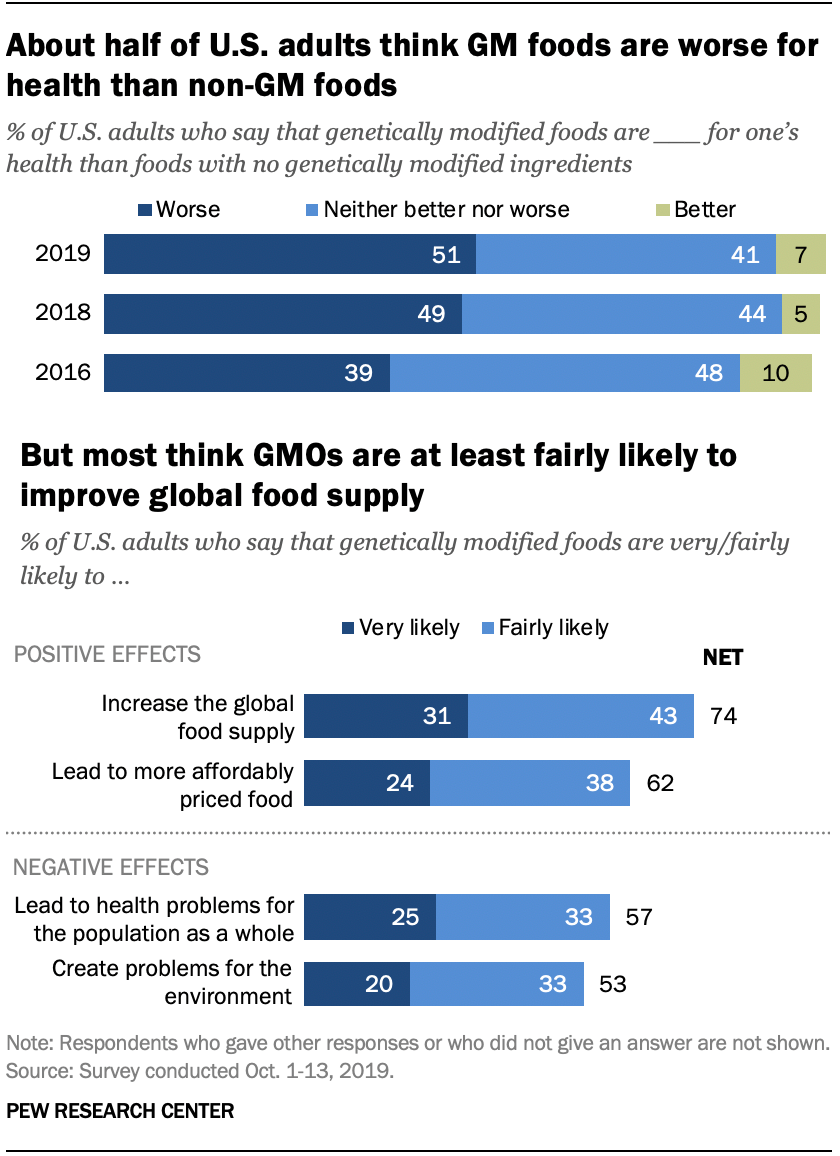 About half of U.S. adults think GM foods are worse for
health than non-GM foods
% of U.S. adults who say that genetically modified foods are ____ for one's
health than foods with no genetically modified ingredients
Worse Neither better nor worse Better
2019 51 41 7
2018 49 44 5
2016 39 48 10
But most think GMOs are at least fairly likely to
improve global food supply
% of U.S. adults who say that genetically modified foods are very/fairly
likely to ...
Very likely Fairly likely
POSITIVE EFFECTS
NET
Increase the global
food supply
31 43 74
Lead to more affordably
priced food
24 38 62
NEGATIVE EFFECTS
Lead to health problems for
the population as a whole
25 33 57
Create problems for the
environment
20 33 53
Note: Respondents who gave other responses or who did not give an answer are not shown.
Source: Survey conducted Oct. 1-13, 2019.
PEW RESEARCH CENTER